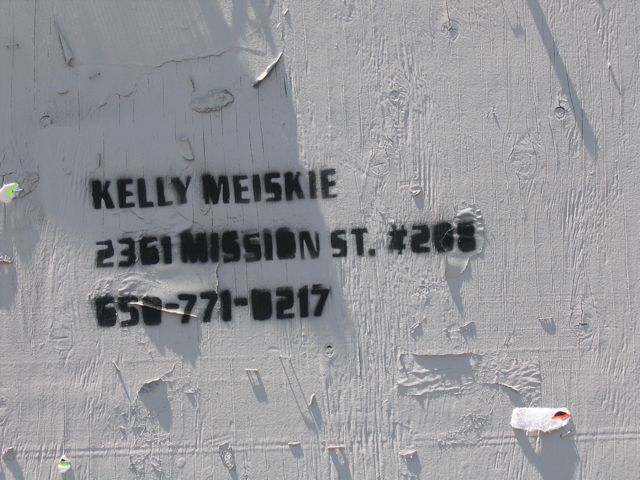 KELLY MEISKIE
2361 MISSION ST. #208
650-771-0217